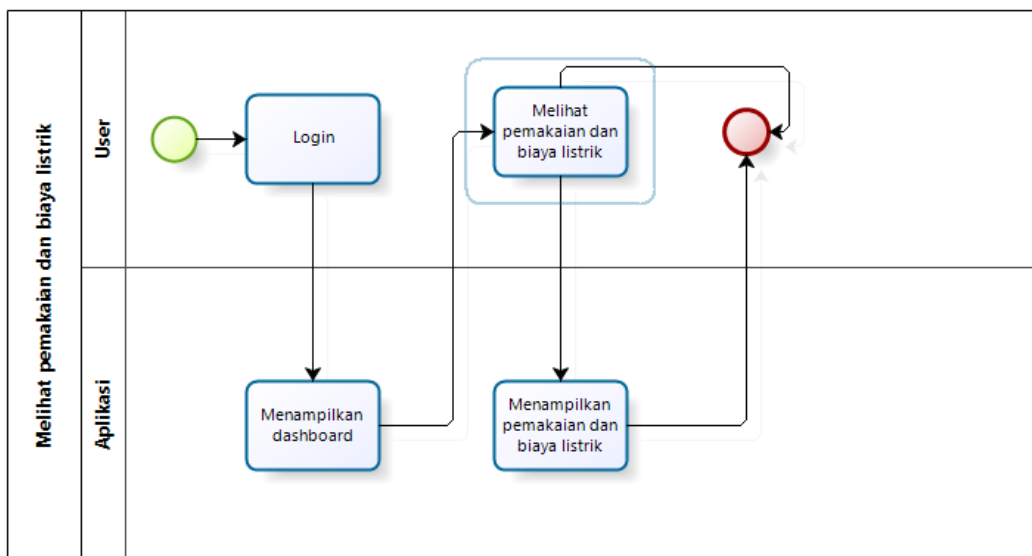 Melihat pemakaian dan biaya listrik
User
Login
Melihat
pemakaian dan
biaya listrik
Aplikasi
Menampilkan
dashboard
Menampilkan
pemakaian dan
biaya listrik